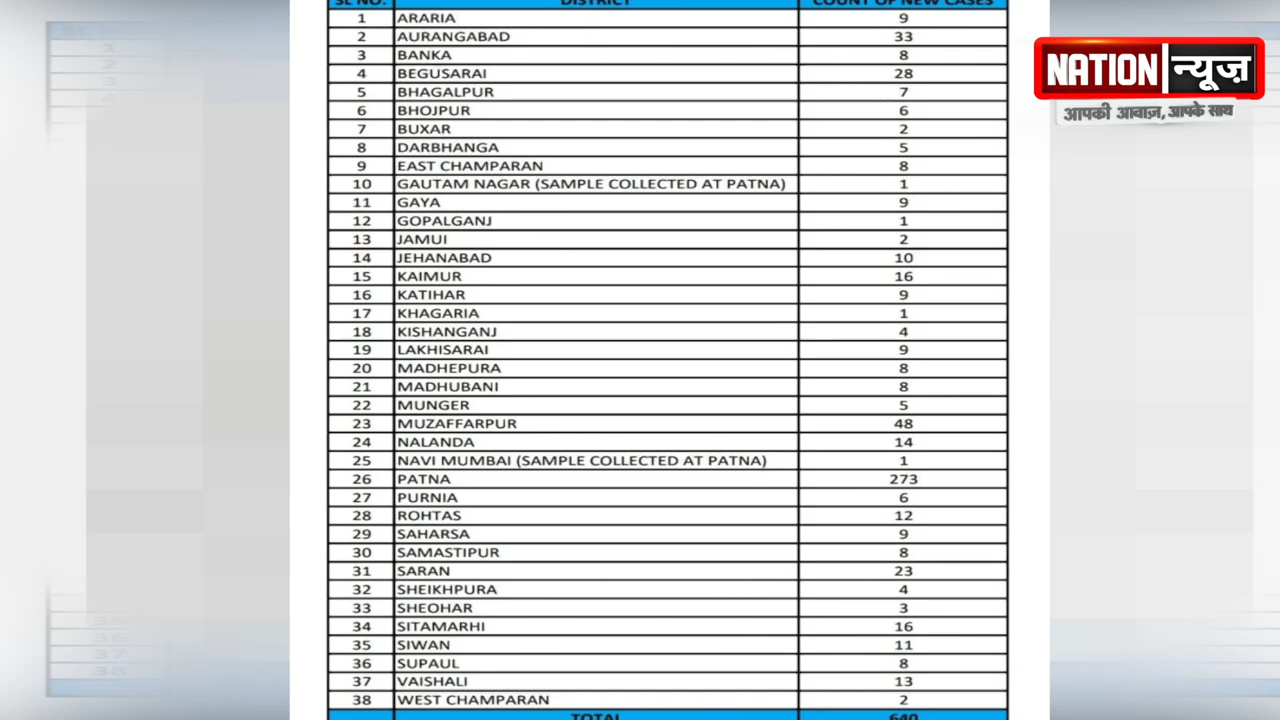 SL NO. DISTRICT COUNT OF NEW CASES
1 ARARIA 9
2 AURANGABAD 33
3 BANKA 8
4 BEGUSARAI 28
5 BHAGALPUR 7
6 BHOJPUR 6
7 BUXAR 2
8 DARBHANGA 5
9 EAST CHAMPARAN 8
10 GAUTAM NAGAR (SAMPLE COLLECTED AT PATNA) 1
11 GAYA 9
12 GOPALGANJ 1
13 JAMUI 2
14 JEHANABAD 10
15 KAIMUR 16
16 KATIHAR 9
17 KHAGARIA 1
18 KISHANGANJ 4
19 LAKHISARAI 9
20 MADHEPURA 8
21 MADHUBANI 8
22 MUNGER 5
23 MUZAFFARPUR 48
24 NALANDA 14
25 NAVI MUMBAI (SAMPLE COLLECTED AT PATNA) 1
26 PATNA 273
27 PURNIA 6
28 ROHTAS 12
29 SAHARSA 9
30 SAMASTIPUR 8
31 SARAN 23
32 SHEIKHPURA 4
33 SHEOHAR 3
34 SITAMARHI 16
35 SIWAN 11
36 SUPAUL 8
37 VAISHALI 13
38 WEST CHAMPARAN 2
TOTAL 640
NATION न्यूज़
आपकी आवाज़, आपके साथ